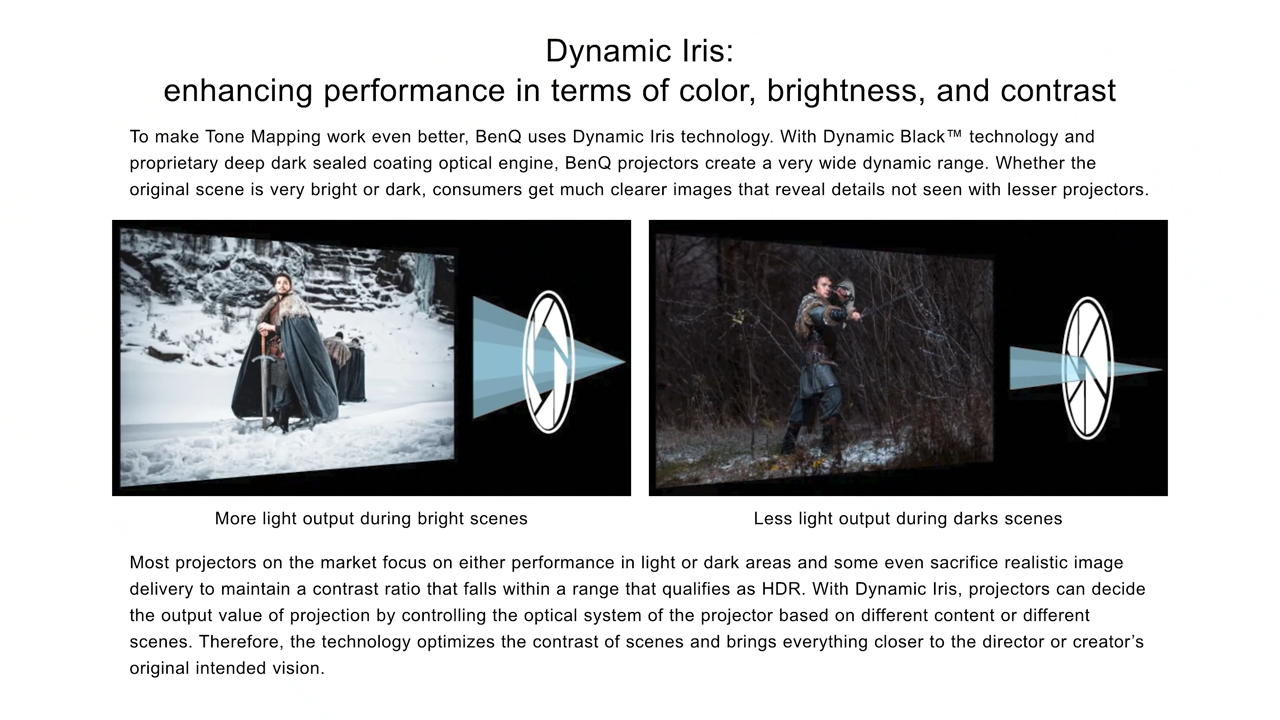 Dynamic Iris:
enhancing performance in terms of color, brightness, and contrast
To make Tone Mapping work even better, BenQ uses Dynamic Iris technology. With Dynamic Black™ technology and
proprietary deep dark sealed coating optical engine, BenQ projectors create a very wide dynamic range. Whether the
original scene is very bright or dark, consumers get much clearer images that reveal details not seen with lesser projectors.
More light output during bright scenes
Less light output during darks scenes
Most projectors on the market focus on either performance in light or dark areas and some even sacrifice realistic image
delivery to maintain a contrast ratio that falls within a range that qualifies as HDR. With Dynamic Iris, projectors can decide
the output value of projection by controlling the optical system of the projector based on different content or different
scenes. Therefore, the technology optimizes the contrast of scenes and brings everything closer to the director or creator’s
original intended vision.